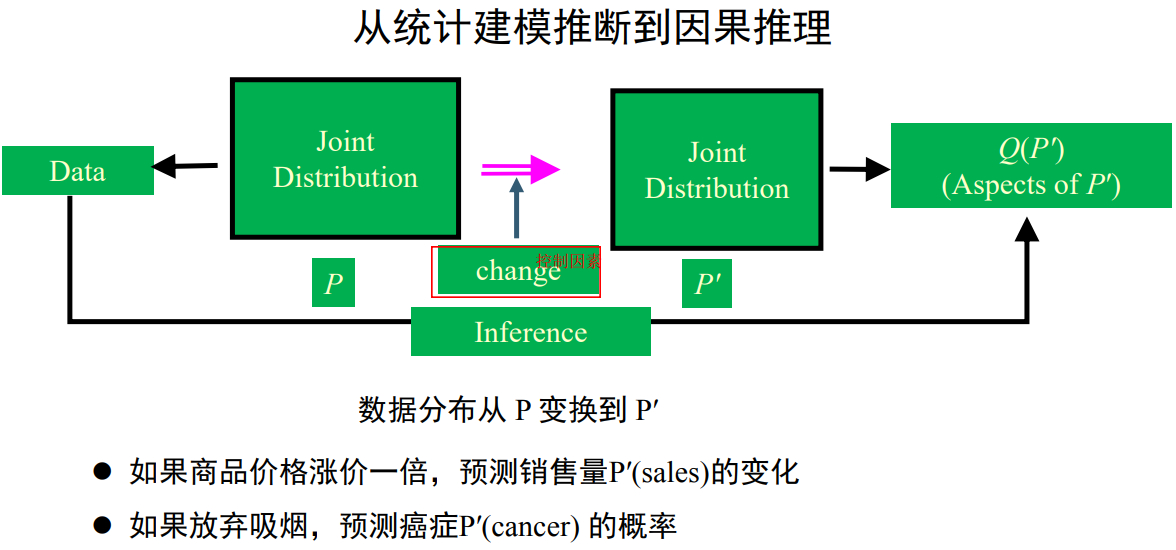 从统计建模推断到因果推理
Data
Joint
Distribution
Joint
Distribution
Q(P′)
(Aspects of P′)
P
change
控制因素
P′
Inference
数据分布从 P 变换到 P′
● 如果商品价格涨价一倍，预测销售量P′(sales)的变化
● 如果放弃吸烟，预测癌症P′(cancer) 的概率